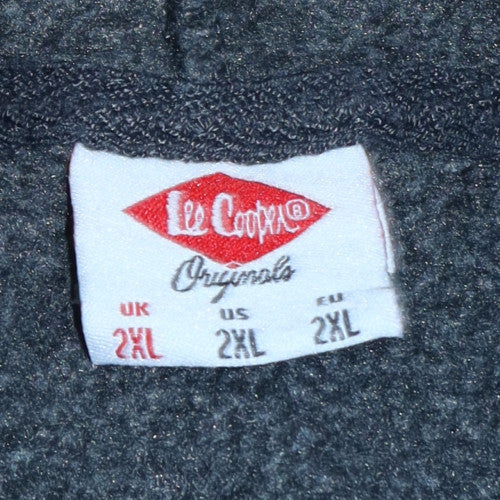 Lee Cooper®
Originals
UK US EU
2XL 2XL 2XL